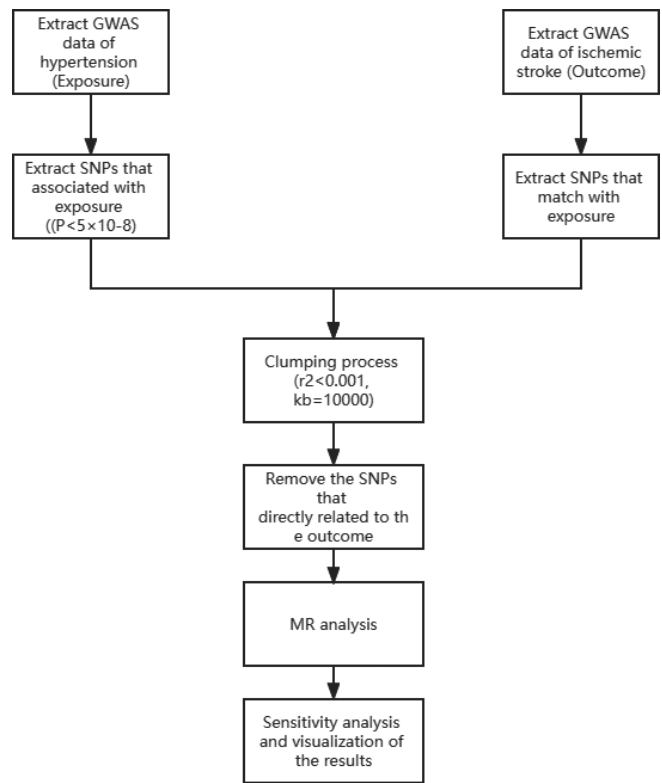 Extract GWAS
data of
hypertension
(Exposure)
Extract GWAS
data of ischemic
stroke (Outcome)
Extract SNPs that
associated with
exposure
((P<5×10-8)
Extract SNPs that
match with
exposure
Clumping process
(r2<0.001,
kb=10000)
Remove the SNPs
that
directly related to th
e outcome
MR analysis
Sensitivity analysis
and visualization of
the results